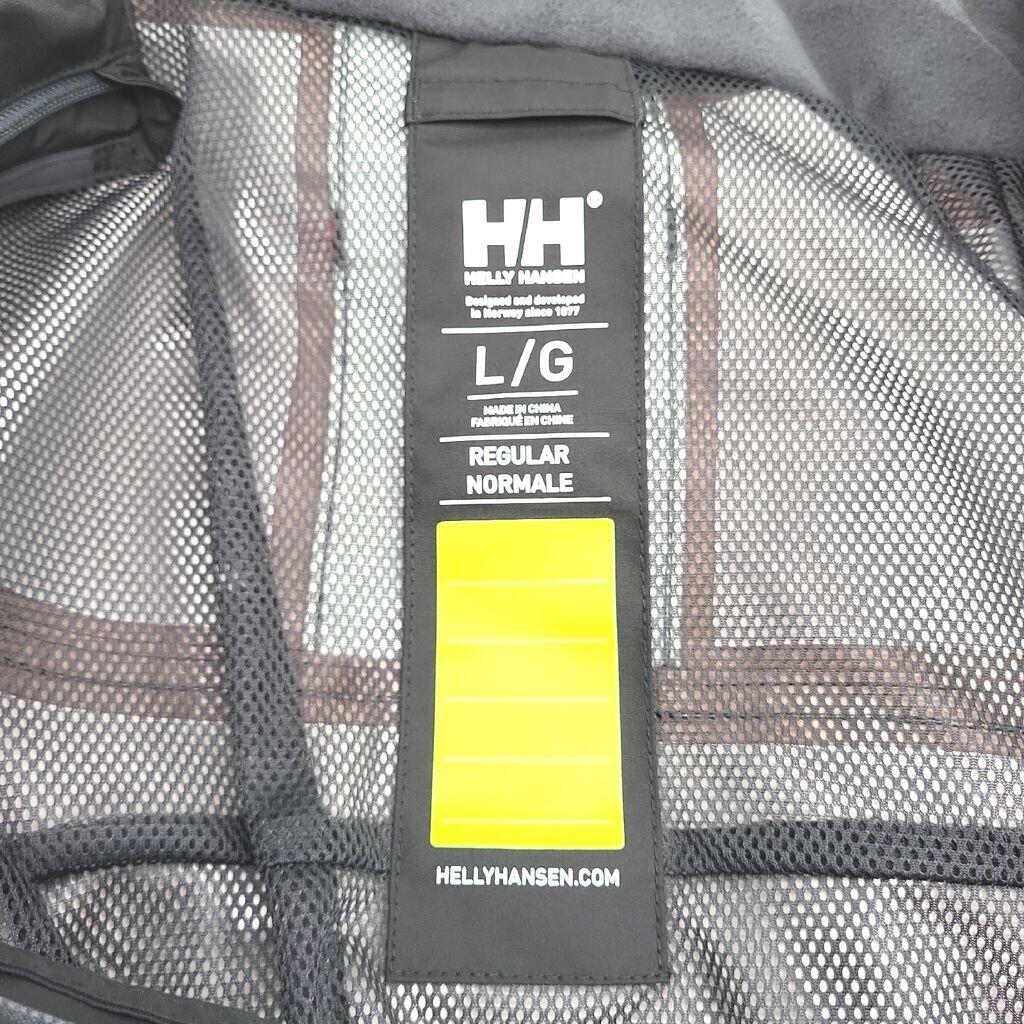 H/H
HELLY HANSEN
Designed and developed
in Norway since 1877
L/G
MADE IN CHINA
FABRIQUÉ EN CHINE
REGULAR
NORMALE
HELLYHANSEN.COM